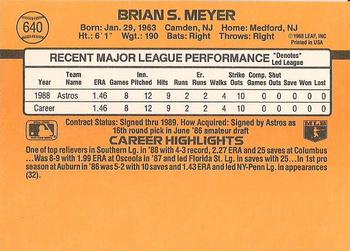 640
BRIAN S. MEYER
Born: Jan. 29, 1963 Camden, NJ Home: Medford, NJ
Ht.: 6'1" Wgt.: 190 Bats: Right Throws: Right
© 1988 LEAF, INC
Printed in USA
RECENT MAJOR LEAGUE PERFORMANCE *Denotes Led League
Year Team Name ERA Games Inn. Pitched Hits 9 Inn. Runs Er. Runs Walks Strike Outs Comp. Games Shut Outs Saves Won Lost
1988 Astros 1.46 8 12.3 9 2 2 4 10 0 0 0 0 0
Career 1.46 8 12.3 9 2 2 4 10 0 0 0 0 0
Contract Status: Signed thru 1989. How Acquired: Signed by Astros as
16th round pick in June '86 amateur draft
CAREER HIGHLIGHTS
One of top relievers in Southern Lg. in '88 with 4-3 record, 2.27 ERA and 25 saves at Columbus
...Was 8-9 with 1.99 ERA at Osceola in '87 and led Florida St. Lg. in saves with 25...In 1st pro
season at Auburn in '86 was 5-2 with 10 saves and 1.43 ERA and led NY-Penn Lg. in appearances
(32).